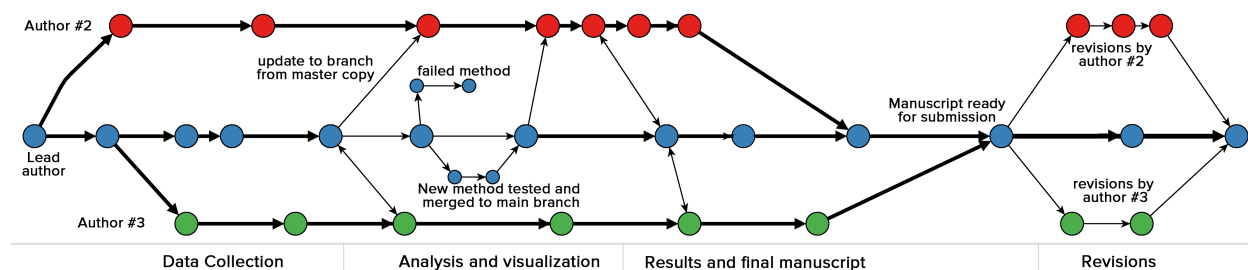 Author #2
update to branch
from master copy
failed method
revisions by
author #2
Manuscript ready
for submission
Lead
author
New method tested and
merged to main branch
revisions by
author #3
Author #3
Data Collection
Analysis and visualization
Results and final manuscript
Revisions